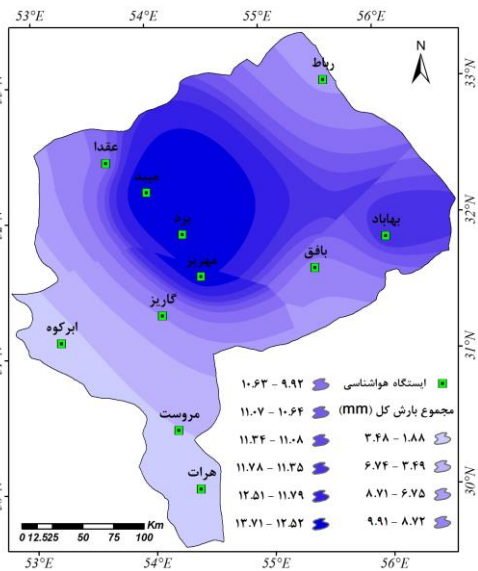 53°E 54°E 55°E 56°E
N
رباط
33°N
عقدا
میبد
32°N
یزد
بهاباد
مهریز
بافق
گاریز
ابرکوه
31°N
ایستگاه هواشناسی
مجموع بارش کل (mm)
۱.۸۸ - ۳.۴۸
۳.۴۹ - ۶.۷۴
۶.۷۵ - ۸.۷۱
۸.۷۲ - ۹.۹۱
۹.۹۲ - ۱۰.۶۳
۱۰.۶۴ - ۱۱.۰۷
۱۱.۰۸ - ۱۱.۳۴
۱۱.۳۵ - ۱۱.۷۸
۱۱.۷۹ - ۱۲.۵۱
۱۲.۵۲ - ۱۳.۷۱
مروست
هرات
30°N
Km
0 12.525 50 75 100
53°E 54°E 55°E 56°E